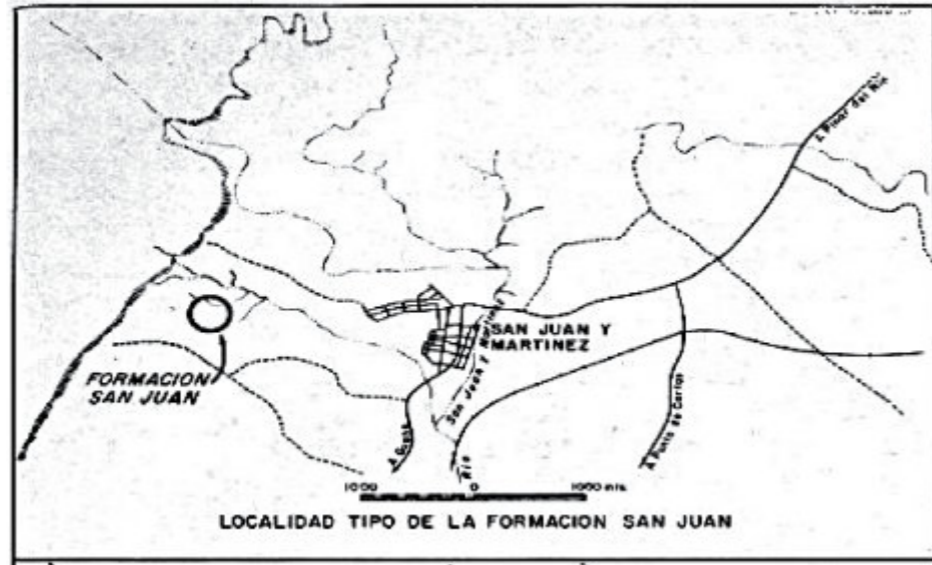 A Pinar del Rio
SAN JUAN Y
MARTINEZ
FORMACION
SAN JUAN
Rio San Juan y Martinez
A Guane
A Punta de Cartas
1000 0 1000 mts.
LOCALIDAD TIPO DE LA FORMACION SAN JUAN